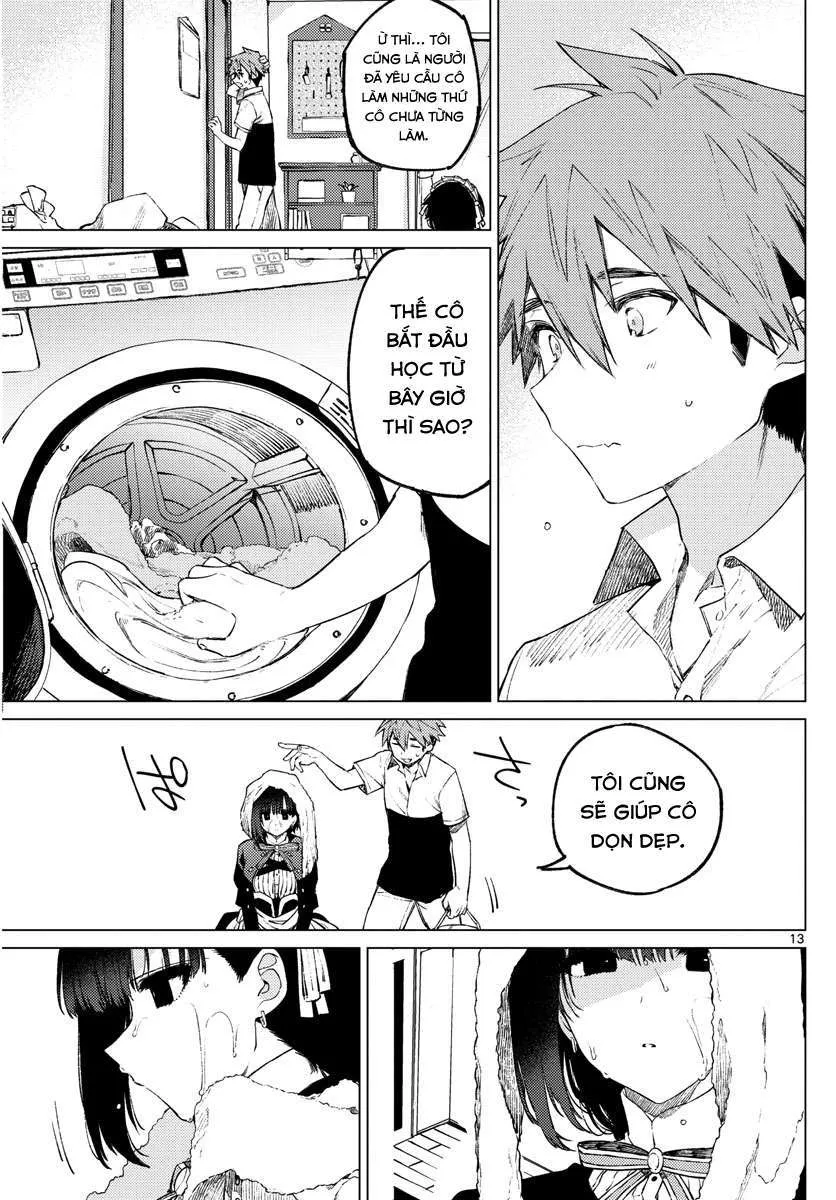 Ừ THÌ... TÔI
CŨNG LÀ NGƯỜI
ĐÃ YÊU CẦU CÔ
LÀM NHỮNG THỨ
CÔ CHƯA TỪNG
LÀM.
THẾ CÔ
BẮT ĐẦU
HỌC TỪ
BÂY GIỜ
THÌ SAO?
TÔI CŨNG
SẼ GIÚP CÔ
DỌN DẸP.
13